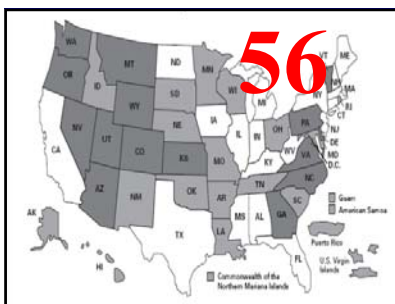 56
WA
ND
VT
ME
MT
MN
OR
ID
SD
WI
MI
NY
MA
RI
CT
WY
IA
PA
NJ
NE
OH
DE
NV
IL
IN
MD
UT
WV
D.C.
CA
CO
KS
MO
KY
VA
NC
TN
AZ
OK
AR
SC
NM
MS
AL
GA
Guam
American Samoa
TX
LA
AK
FL
Puerto Rico
HI
U.S. Virgin
Islands
Commonwealth of the
Northern Mariana Islands